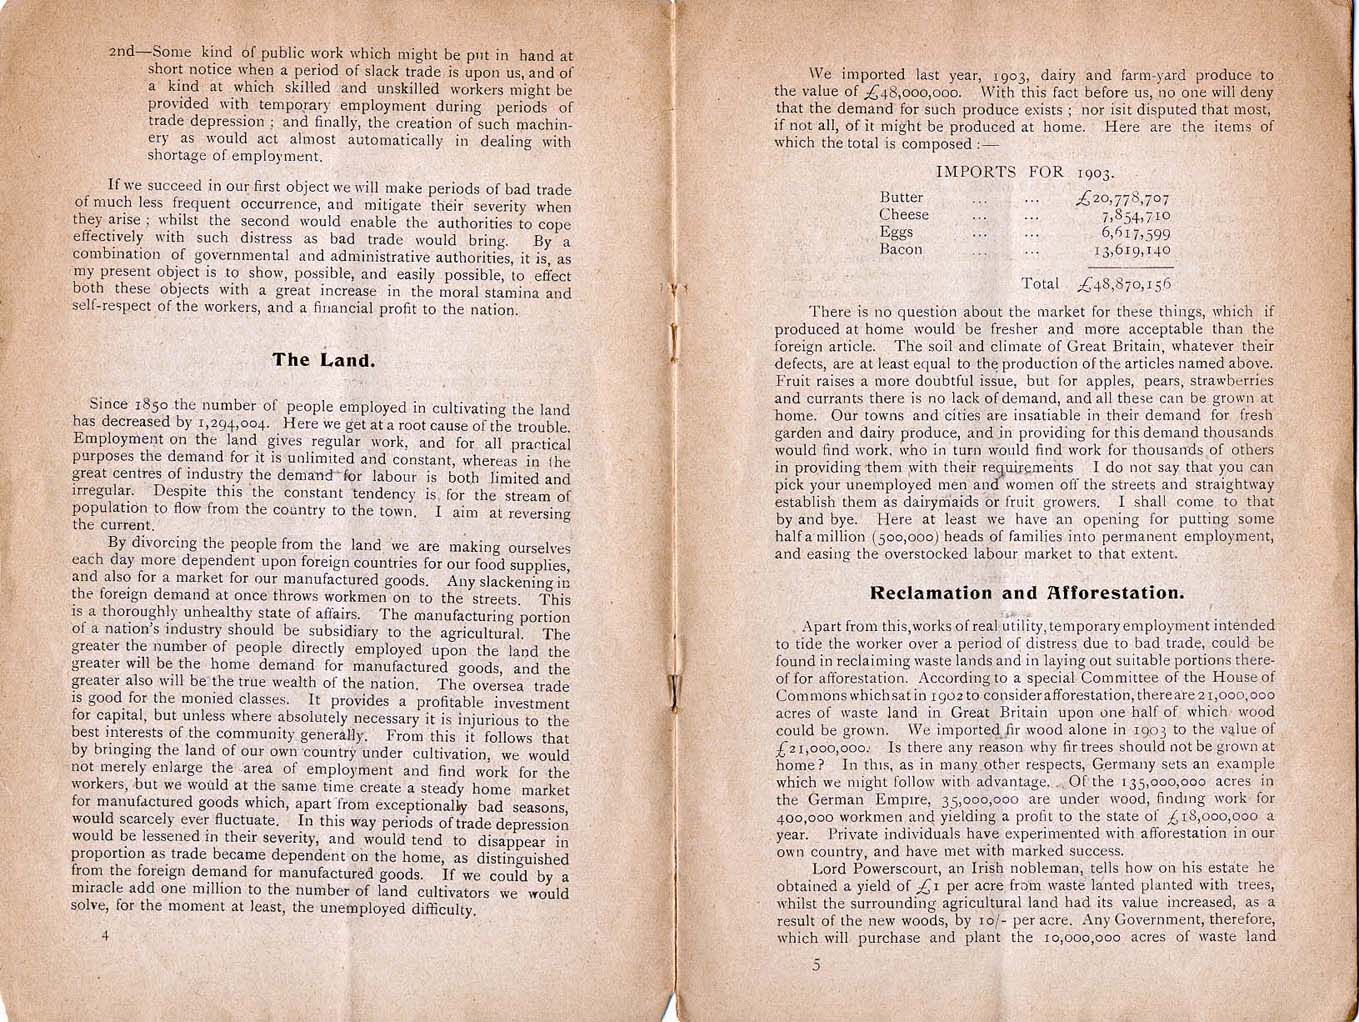 2nd—Some kind of public work which might be put in hand at
short notice when a period of slack trade is upon us, and of
a kind at which skilled and unskilled workers might be
provided with temporary employment during periods of
trade depression ; and finally, the creation of such machin-
ery as would act almost automatically in dealing with
shortage of employment.
If we succeed in our first object we will make periods of bad trade
of much less frequent occurrence, and mitigate their severity when
they arise ; whilst the second would enable the authorities to cope
effectively with such distress as bad trade would bring. By a
combination of governmental and administrative authorities, it is, as
my present object is to show, possible, and easily possible, to effect
both these objects with a great increase in the moral stamina and
self-respect of the workers, and a financial profit to the nation.
The Land.
Since 1850 the number of people employed in cultivating the land
has decreased by 1,294,004. Here we get at a root cause of the trouble.
Employment on the land gives regular work, and for all practical
purposes the demand for it is unlimited and constant, whereas in the
great centres of industry the demand for labour is both limited and
irregular. Despite this the constant tendency is for the stream of
population to flow from the country to the town. I aim at reversing
the current.
By divorcing the people from the land we are making ourselves
each day more dependent upon foreign countries for our food supplies,
and also for a market for our manufactured goods. Any slackening in
the foreign demand at once throws workmen on to the streets. This
is a thoroughly unhealthy state of affairs. The manufacturing portion
of a nation's industry should be subsidiary to the agricultural. The
greater the number of people directly employed upon the land the
greater will be the home demand for manufactured goods, and the
greater also will be the true wealth of the nation. The oversea trade
is good for the monied classes. It provides a profitable investment
for capital, but unless where absolutely necessary it is injurious to the
best interests of the community generally. From this it follows that
by bringing the land of our own country under cultivation, we would
not merely enlarge the area of employment and find work for the
workers, but we would at the same time create a steady home market
for manufactured goods which, apart from exceptionally bad seasons,
would scarcely ever fluctuate. In this way periods of trade depression
would be lessened in their severity, and would tend to disappear in
proportion as trade became dependent on the home, as distinguished
from the foreign demand for manufactured goods. If we could by a
miracle add one million to the number of land cultivators we would
solve, for the moment at least, the unemployed difficulty.
4
We imported last year, 1903, dairy and farm-yard produce to
the value of £48,000,000. With this fact before us, no one will deny
that the demand for such produce exists ; nor isit disputed that most,
if not all, of it might be produced at home. Here are the items of
which the total is composed :—
IMPORTS FOR 1903.
Butter ... ... £20,778,707
Cheese ... ... 7,854,710
Eggs ... ... 6,617,599
Bacon ... ... 13,619,140
Total £48,870,156
There is no question about the market for these things, which if
produced at home would be fresher and more acceptable than the
foreign article. The soil and climate of Great Britain, whatever their
defects, are at least equal to the production of the articles named above.
Fruit raises a more doubtful issue, but for apples, pears, strawberries
and currants there is no lack of demand, and all these can be grown at
home. Our towns and cities are insatiable in their demand for fresh
garden and dairy produce, and in providing for this demand thousands
would find work, who in turn would find work for thousands of others
in providing them with their requirements I do not say that you can
pick your unemployed men and women off the streets and straightway
establish them as dairymaids or fruit growers. I shall come to that
by and bye. Here at least we have an opening for putting some
half a million (500,000) heads of families into permanent employment,
and easing the overstocked labour market to that extent.
Reclamation and Afforestation.
Apart from this, works of real utility, temporary employment intended
to tide the worker over a period of distress due to bad trade, could be
found in reclaiming waste lands and in laying out suitable portions there-
of for afforestation. According to a special Committee of the House of
Commons which sat in 1902 to consider afforestation, there are 21,000,000
acres of waste land in Great Britain upon one half of which wood
could be grown. We imported fir wood alone in 1903 to the value of
£21,000,000. Is there any reason why fir trees should not be grown at
home ? In this, as in many other respects, Germany sets an example
which we might follow with advantage. Of the 135,000,000 acres in
the German Empire, 35,000,000 are under wood, finding work for
400,000 workmen and yielding a profit to the state of £18,000,000 a
year. Private individuals have experimented with afforestation in our
own country, and have met with marked success.
Lord Powerscourt, an Irish nobleman, tells how on his estate he
obtained a yield of £1 per acre from waste lanted planted with trees,
whilst the surrounding agricultural land had its value increased, as a
result of the new woods, by 10/- per acre. Any Government, therefore,
which will purchase and plant the 10,000,000 acres of waste land
5